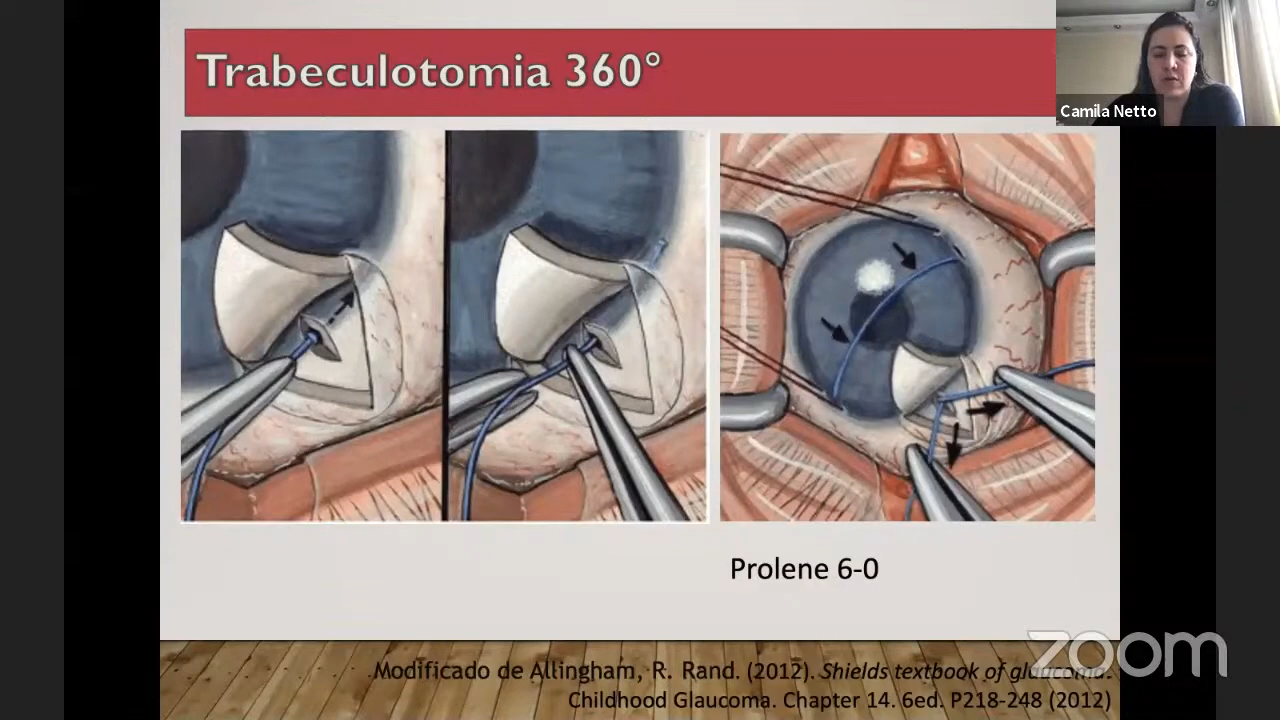 Trabeculotomia 360°
Camila Netto
Prolene 6-0
zoom
Modificado de Allingham, R. Rand. (2012). Shields textbook of glaucoma.
Childhood Glaucoma. Chapter 14. 6ed. P218-248 (2012)